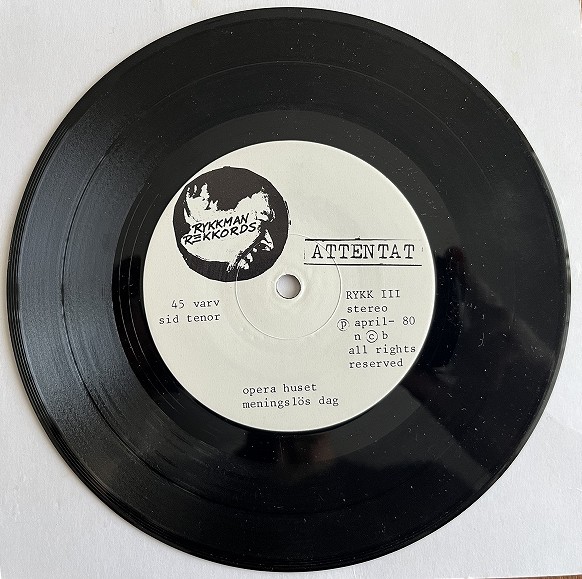 RYKKMAN
REKKORDS
ATTENTAT
45 varv
sid tenor
RYKK III
stereo
Ⓟ april- 80
n © b
all rights
reserved
opera huset
meningslös dag